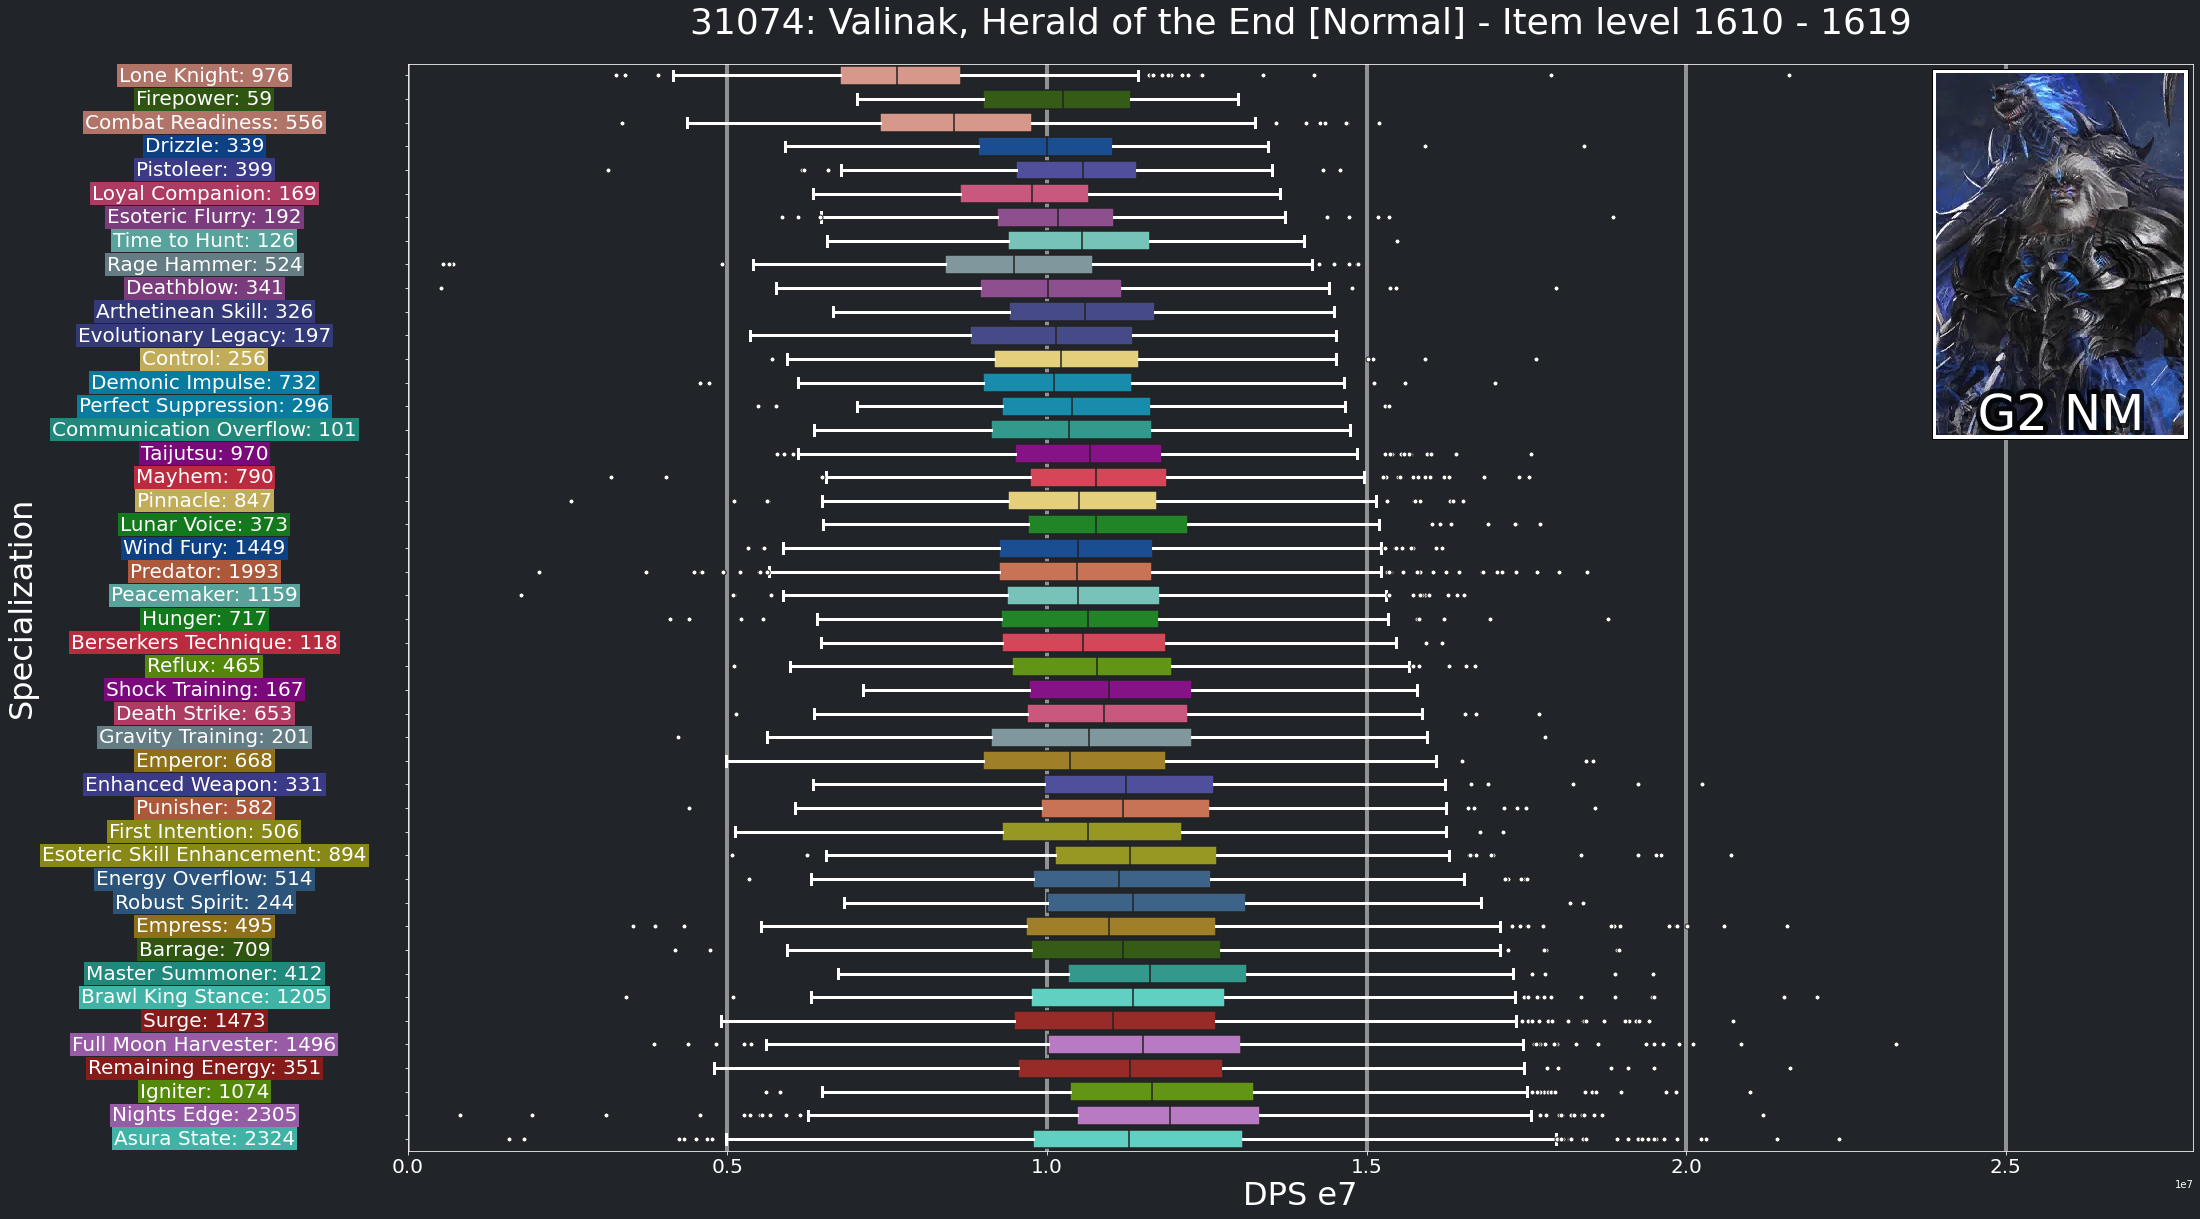 31074: Valinak, Herald of the End [Normal] - Item level 1610 - 1619
Lone Knight: 976
Firepower: 59
Combat Readiness: 556
Drizzle: 339
Pistoleer: 399
Loyal Companion: 169
Esoteric Flurry: 192
Time to Hunt: 126
Rage Hammer: 524
Deathblow: 341
Arthetinean Skill: 326
Evolutionary Legacy: 197
Control: 256
Demonic Impulse: 732
Perfect Suppression: 296
Communication Overflow: 101
Taijutsu: 970
Mayhem: 790
Pinnacle: 847
Lunar Voice: 373
Wind Fury: 1449
Predator: 1993
Peacemaker: 1159
Hunger: 717
Berserkers Technique: 118
Reflux: 465
Shock Training: 167
Death Strike: 653
Gravity Training: 201
Emperor: 668
Enhanced Weapon: 331
Punisher: 582
First Intention: 506
Esoteric Skill Enhancement: 894
Energy Overflow: 514
Robust Spirit: 244
Empress: 495
Barrage: 709
Master Summoner: 412
Brawl King Stance: 1205
Surge: 1473
Full Moon Harvester: 1496
Remaining Energy: 351
Igniter: 1074
Nights Edge: 2305
Asura State: 2324
Specialization
G2 NM
0.0 0.5 1.0 1.5 2.0 2.5
1e7
DPS e7